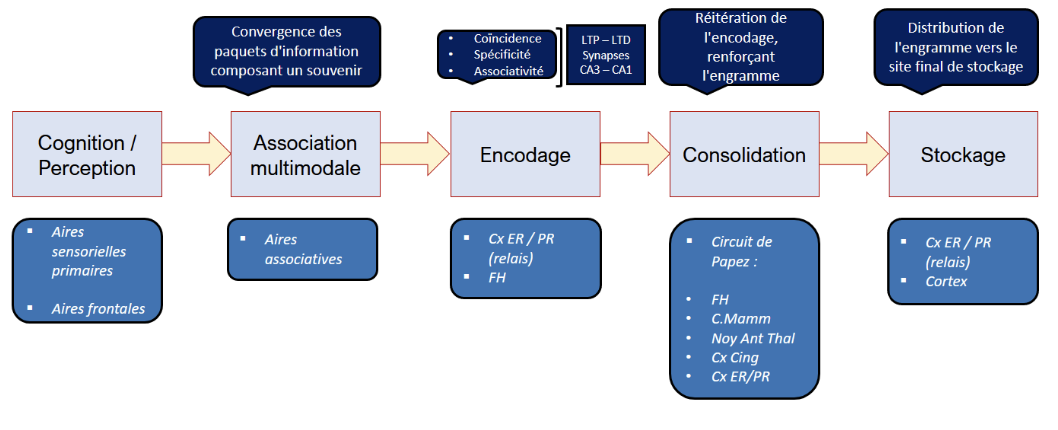 Convergence des
paquets d'information
composant un souvenir
• Coïncidence
• Spécificité
• Associativité
LTP – LTD
Synapses
CA3 – CA1
Réitération de
l'encodage,
renforçant
l'engramme
Distribution de
l'engramme vers le
site final de stockage
Cognition /
Perception
Association
multimodale
Encodage
Consolidation
Stockage
▪ Aires
sensorielles
primaires
▪ Aires frontales
▪ Aires
associatives
▪ Cx ER / PR
(relais)
▪ FH
▪ Circuit de
Papez :
• FH
• C.Mamm
• Noy Ant Thal
• Cx Cing
• Cx ER/PR
▪ Cx ER / PR
(relais)
▪ Cortex